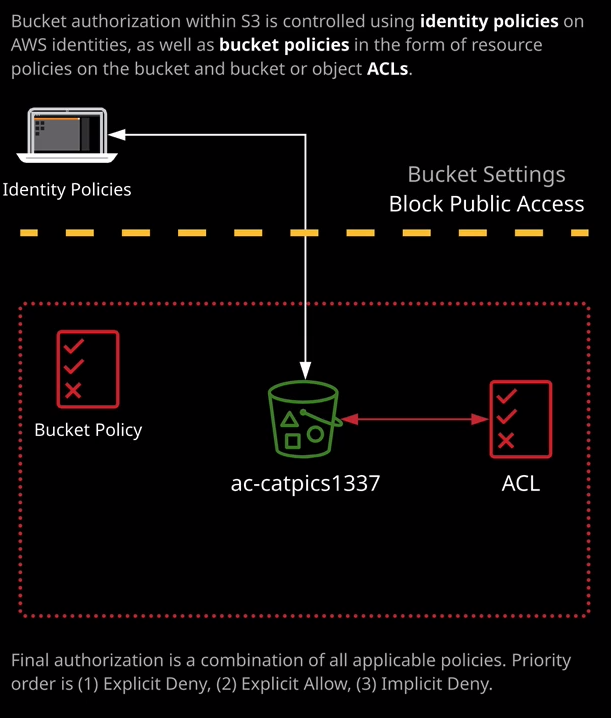 Bucket authorization within S3 is controlled using identity policies on
AWS identities, as well as bucket policies in the form of resource
policies on the bucket and bucket or object ACLs.
Identity Policies
Bucket Settings
Block Public Access
Bucket Policy
ac-catpics1337
ACL
Final authorization is a combination of all applicable policies. Priority
order is (1) Explicit Deny, (2) Explicit Allow, (3) Implicit Deny.